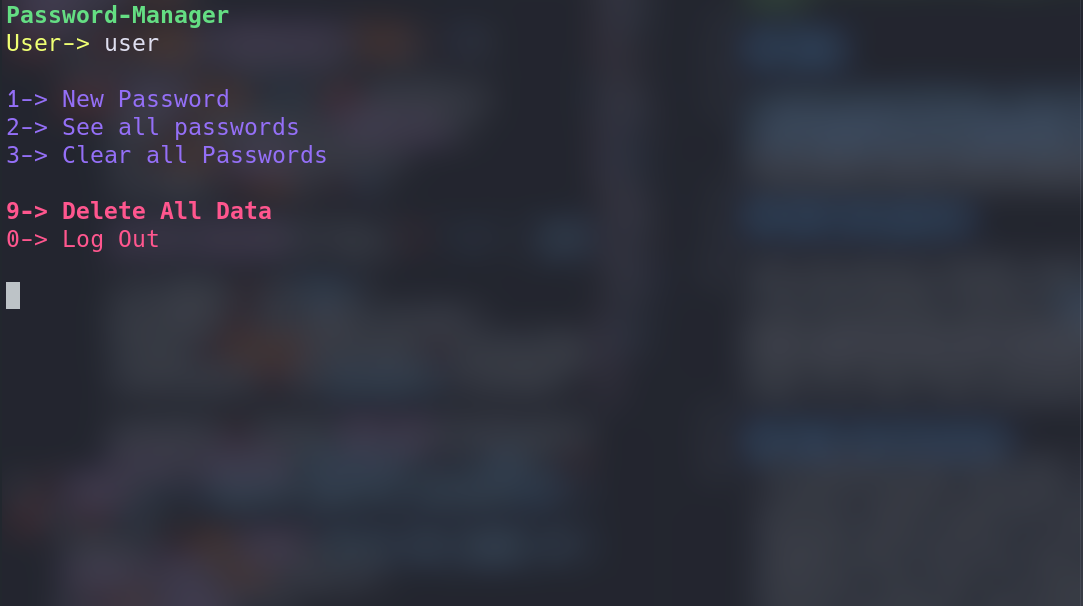 Password-Manager
User-> user
1-> New Password
2-> See all passwords
3-> Clear all Passwords
9-> Delete All Data
0-> Log Out